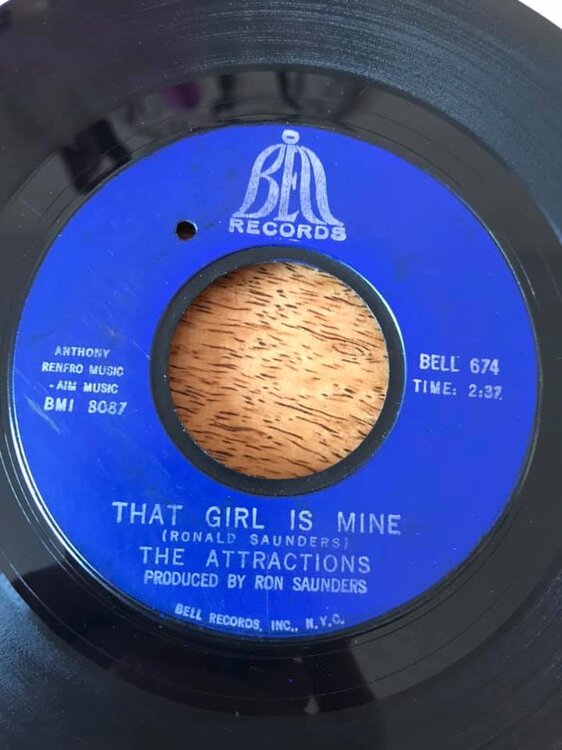 BELL
RECORDS
ANTHONY
RENFRO MUSIC
- AIM MUSIC
BMI 8087
BELL 674
TIME: 2:37
THAT GIRL IS MINE
(RONALD SAUNDERS)
THE ATTRACTIONS
PRODUCED BY RON SAUNDERS
BELL RECORDS, INC., N.Y.C.